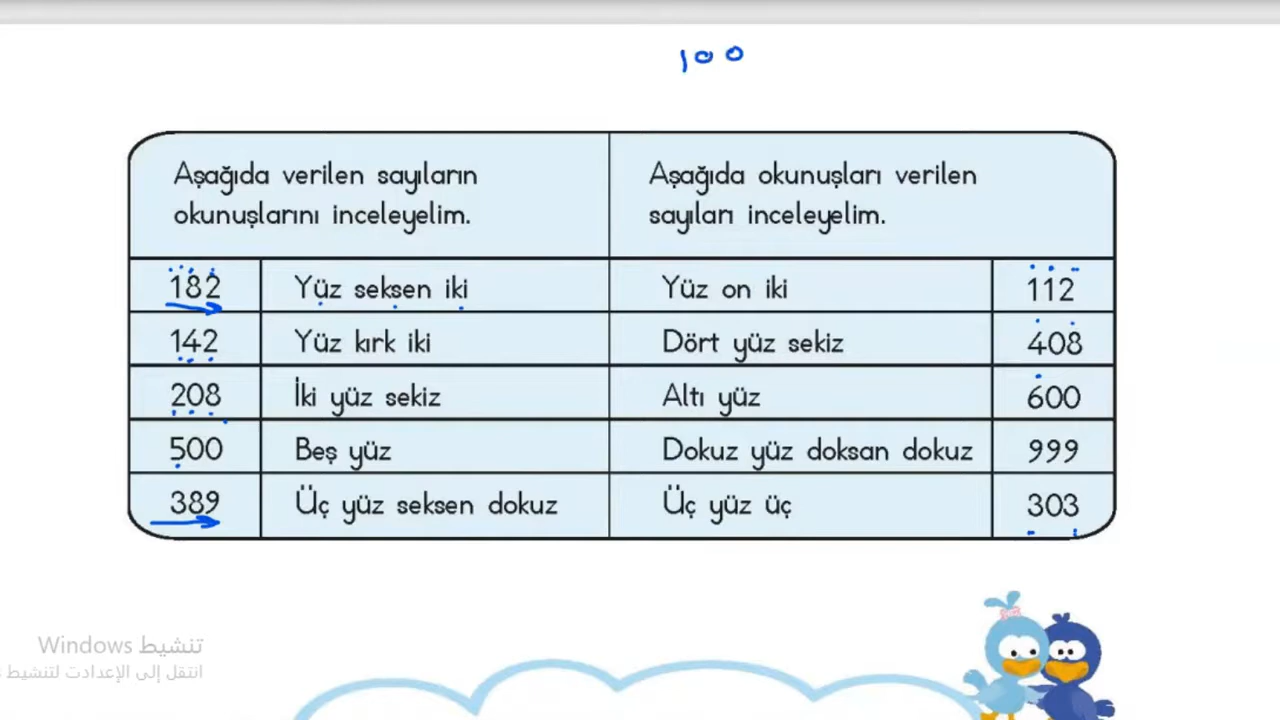 100
Aşağıda verilen sayıların
okunuşlarını inceleyelim.
Aşağıda okunuşları verilen
sayıları inceleyelim.
182 Yüz seksen iki Yüz on iki 112
142 Yüz kırk iki Dört yüz sekiz 408
208 İki yüz sekiz Altı yüz 600
500 Beş yüz Dokuz yüz doksan dokuz 999
389 Üç yüz seksen dokuz Üç yüz üç 303
تنشيط Windows
انتقل إلى الإعدادت لتنشيط